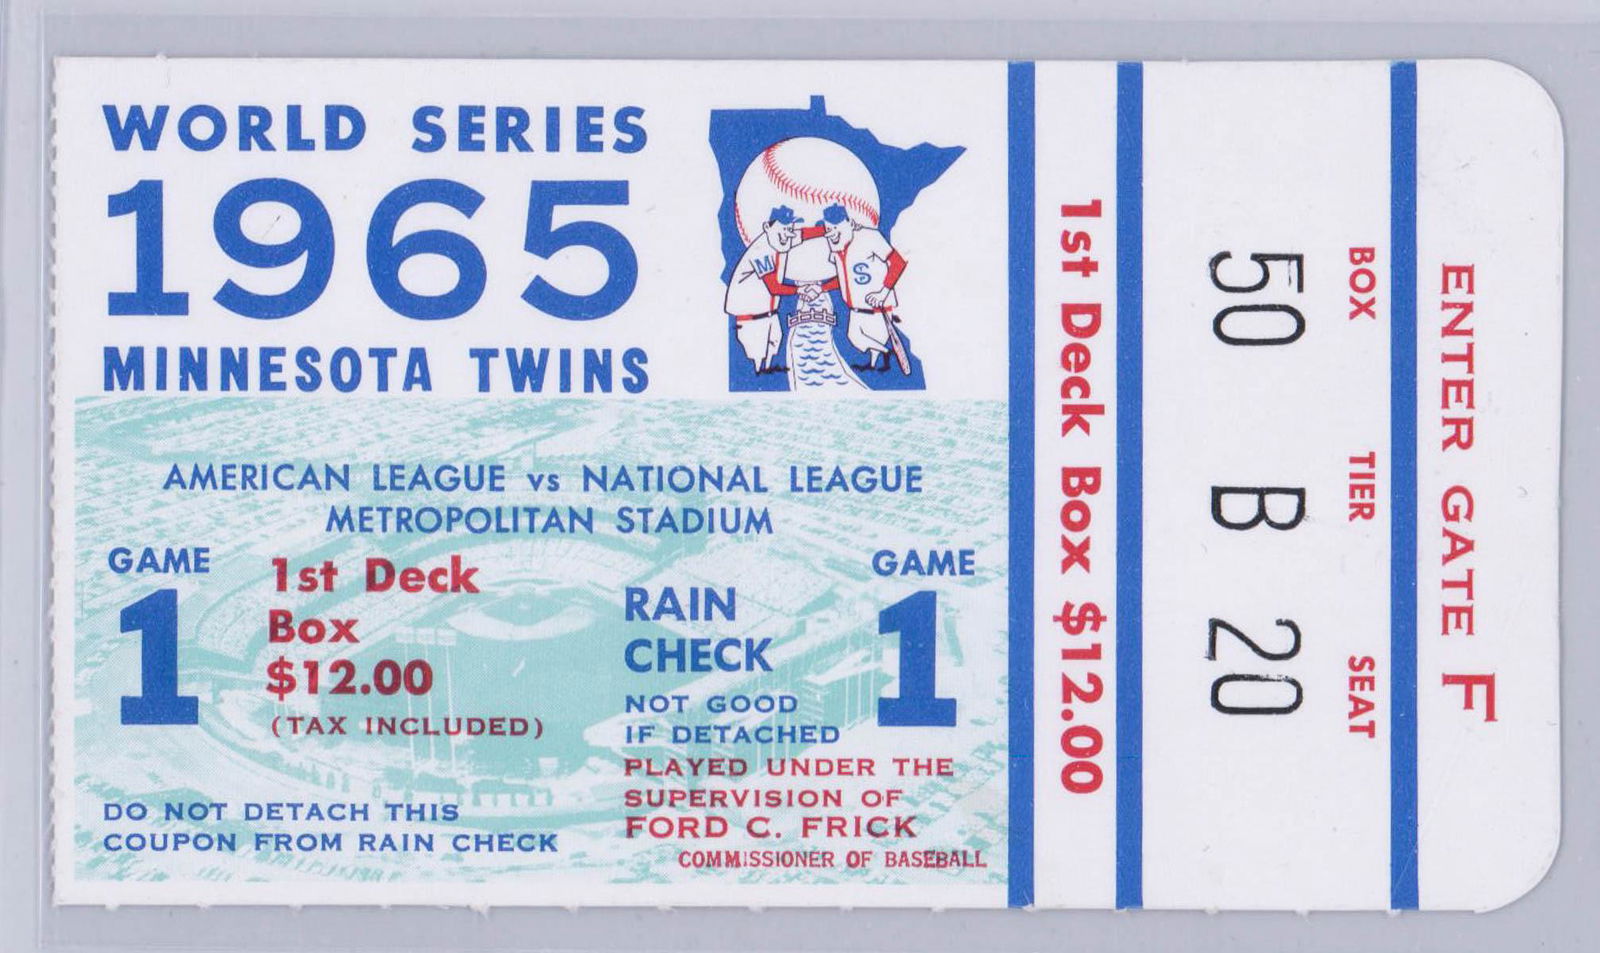 WORLD SERIES
1965
MINNESOTA TWINS
M
S
AMERICAN LEAGUE vs NATIONAL LEAGUE
METROPOLITAN STADIUM
GAME
1
1st Deck
Box
$12.00
(TAX INCLUDED)
DO NOT DETACH THIS
COUPON FROM RAIN CHECK
RAIN
CHECK
NOT GOOD
IF DETACHED
GAME
1
PLAYED UNDER THE
SUPERVISION OF
FORD C. FRICK
COMMISSIONER OF BASEBALL
1st Deck Box $12.00
50 B 20
BOX TIER SEAT
ENTER GATE F